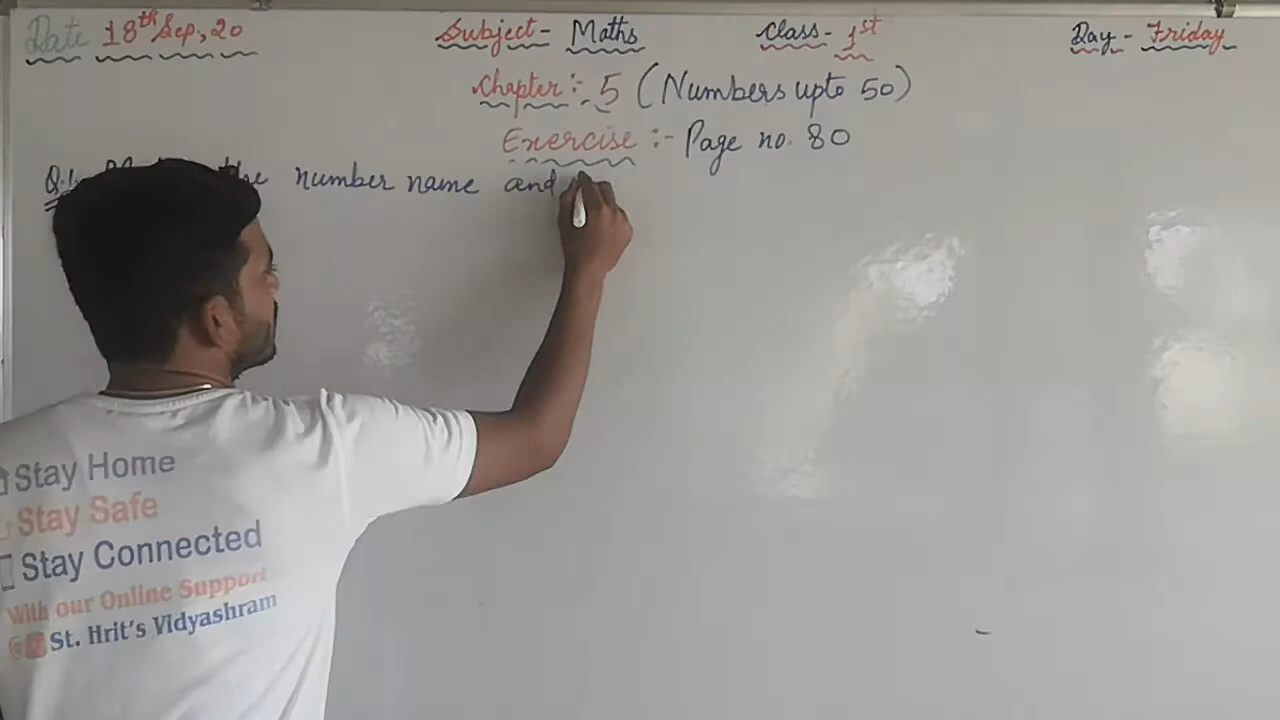 Date 18th Sep, 20
Subject- Maths
Class- 1st
Day- Friday
Chapter:- 5 (Numbers upto 50)
Exercise:- Page no. 80
Q.1. the number name and
Stay Home
Stay Safe
Stay Connected
With our Online Support
St. Hrit's Vidyashram